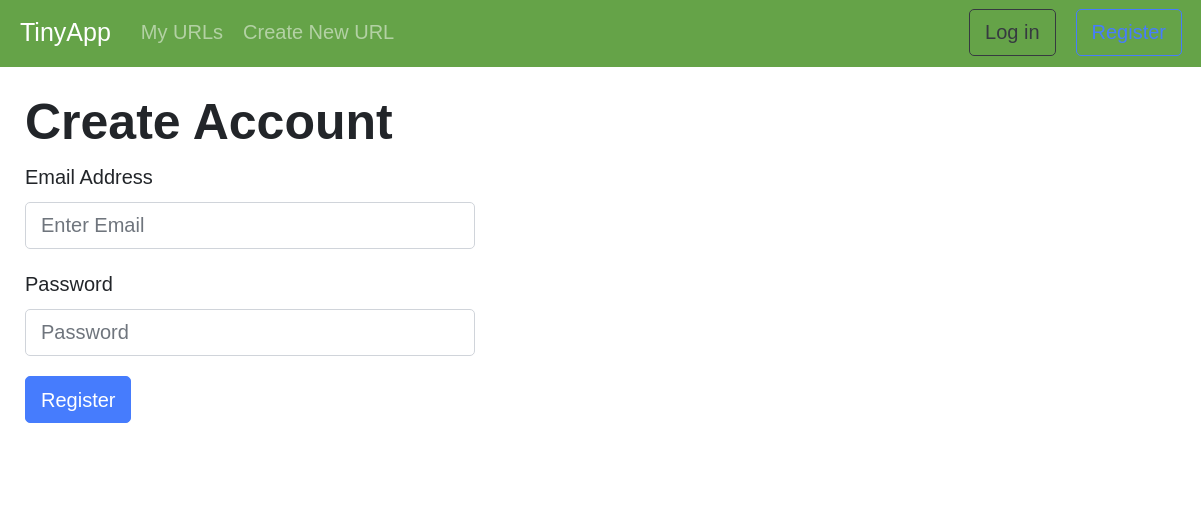 TinyApp My URLs Create New URL Log in Register
Create Account
Email Address
Enter Email
Password
Password
Register